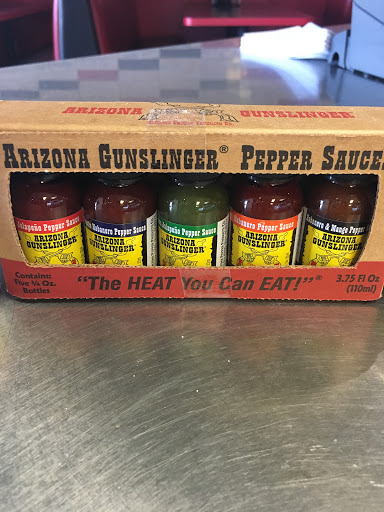 ARIZONA GUNSLINGER
ARIZONA GUNSLINGER® PEPPER SAUCES
Jalapeño Pepper Sauce
ARIZONA
GUNSLINGER
Habanero Pepper Sauce
ARIZONA
GUNSLINGER
Jalapeño Pepper Sauce
ARIZONA
GUNSLINGER
Habanero Pepper Sauce
ARIZONA
GUNSLINGER
Habanero & Mango Pepper
ARIZONA
GUNSLINGER
Contains:
Five ¾ Oz.
Bottles
"The HEAT You Can EAT!"®
3.75 Fl Oz
(110ml)